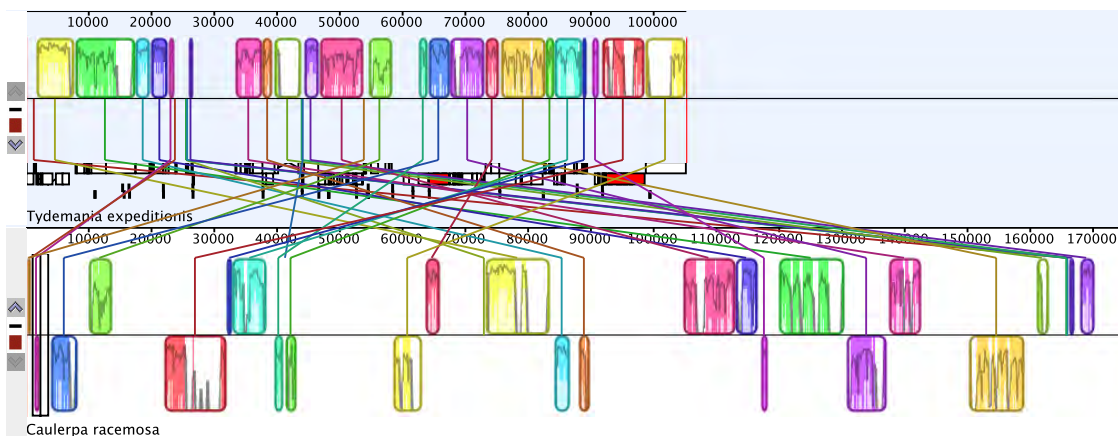 10000 20000 30000 40000 50000 60000 70000 80000 90000 100000
Tydemania expeditionis
10000 20000 30000 40000 50000 60000 70000 80000 90000 100000 110000 120000 130000 140000 150000 160000 170000
Caulerpa racemosa